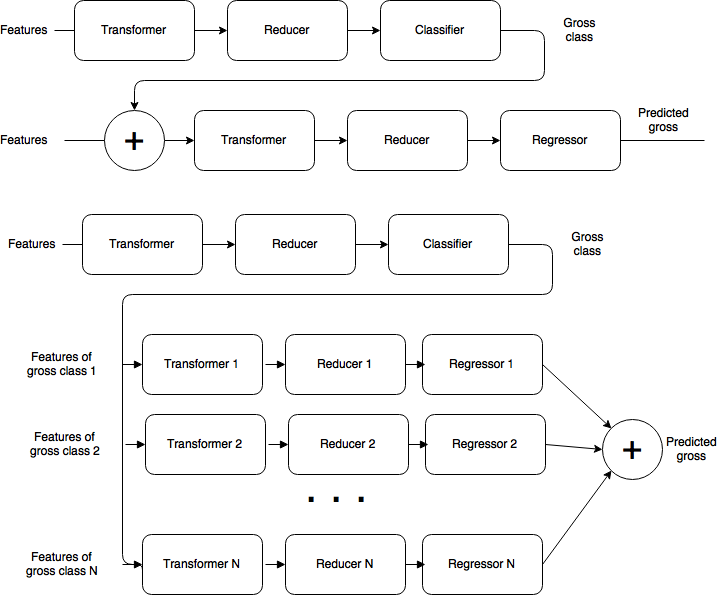 Features
Transformer
Reducer
Classifier
Gross
class
Features
+
Transformer
Reducer
Regressor
Predicted
gross
Features
Transformer
Reducer
Classifier
Gross
class
Features of
gross class 1
Transformer 1
Reducer 1
Regressor 1
Features of
gross class 2
Transformer 2
Reducer 2
Regressor 2
+
Predicted
gross
. . .
Features of
gross class N
Transformer N
Reducer N
Regressor N